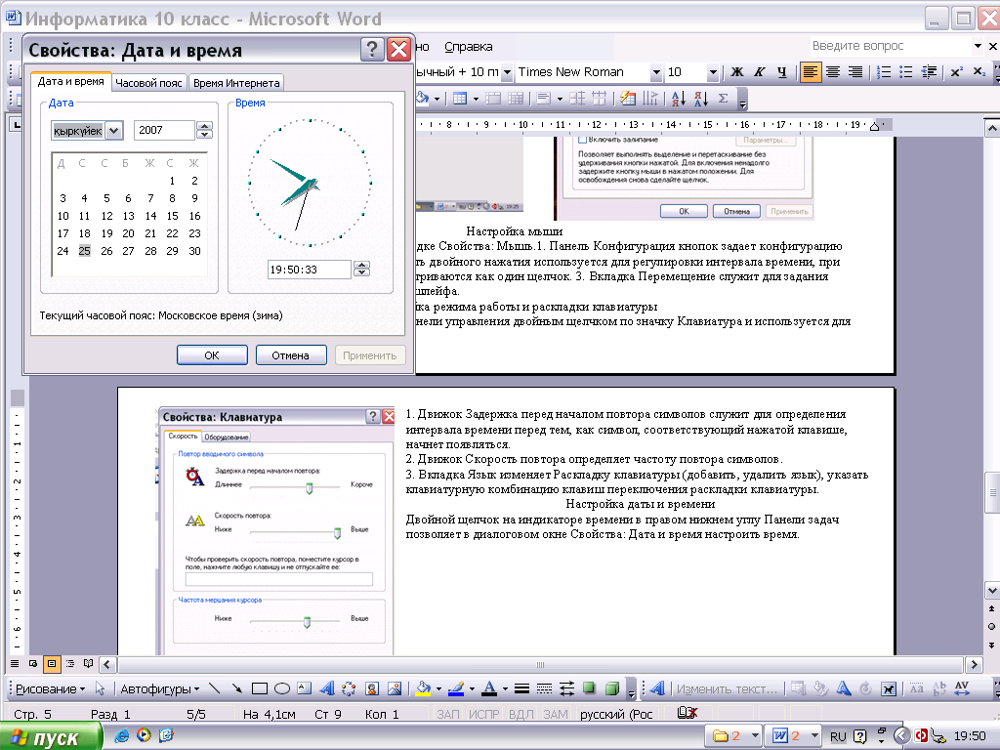 Информатика 10 класс - Microsoft Word
Свойства: Дата и время
но Справка
Введите вопрос
Дата и время Часовой пояс Время Интернета
ычный + 10 пт Times New Roman 10 Ж К Ч
Дата
Время
қыркүйек 2007
Д С С Б Ж С Ж
1 2
3 4 5 6 7 8 9
10 11 12 13 14 15 16
17 18 19 20 21 22 23
24 25 26 27 28 29 30
19:50:33
Текущий часовой пояс: Московское время (зима)
ОК Отмена Применить
8 9 10 11 12 13 14 15 16 17 18 19
Включить залипание Параметры...
Позволяет выполнять выделение и перетаскивание без
удерживания кнопки нажатой. Для включения ненадолго
задержите кнопку мыши в нажатом положении. Для
освобождения снова сделайте щелчок.
ОК Отмена Применить
Настройка мыши
дке Свойства: Мышь.1. Панель Конфигурация кнопок задает конфигурацию
ть двойного нажатия используется для регулировки интервала времени, при
триваются как один щелчок. 3. Вкладка Перемещение служит для задания
шлейфа.
ка режима работы и раскладки клавиатуры
нели управления двойным щелчком по значку Клавиатура и используется для
Свойства: Клавиатура
Скорость Оборудование
Повтор вводимого символа
Задержка перед началом повтора:
Длиннее Короче
Скорость повтора:
Ниже Выше
Чтобы проверить скорость повтора, поместите курсор в
поле, нажмите любую клавишу и не отпускайте ее:
Частота мерцания курсора
Ниже Выше
1. Движок Задержка перед началом повтора символов служит для определения
интервала времени перед тем, как символ, соответствующий нажатой клавише,
начнет появляться.
2. Движок Скорость повтора определяет частоту повтора символов.
3. Вкладка Язык изменяет Раскладку клавиатуры (добавить, удалить язык), указать
клавиатурную комбинацию клавиш переключения раскладки клавиатуры.
Настройка даты и времени
Двойной щелчок на индикаторе времени в правом нижнем углу Панели задач
позволяет в диалоговом окне Свойства: Дата и время настроить время.
Рисование Автофигуры Изменить текст...
Стр. 5 Разд 1 5/5 На 4,1см Ст 9 Кол 1 ЗАП ИСПР ВДЛ ЗАМ русский (Рос
пуск 2 2 RU 19:50